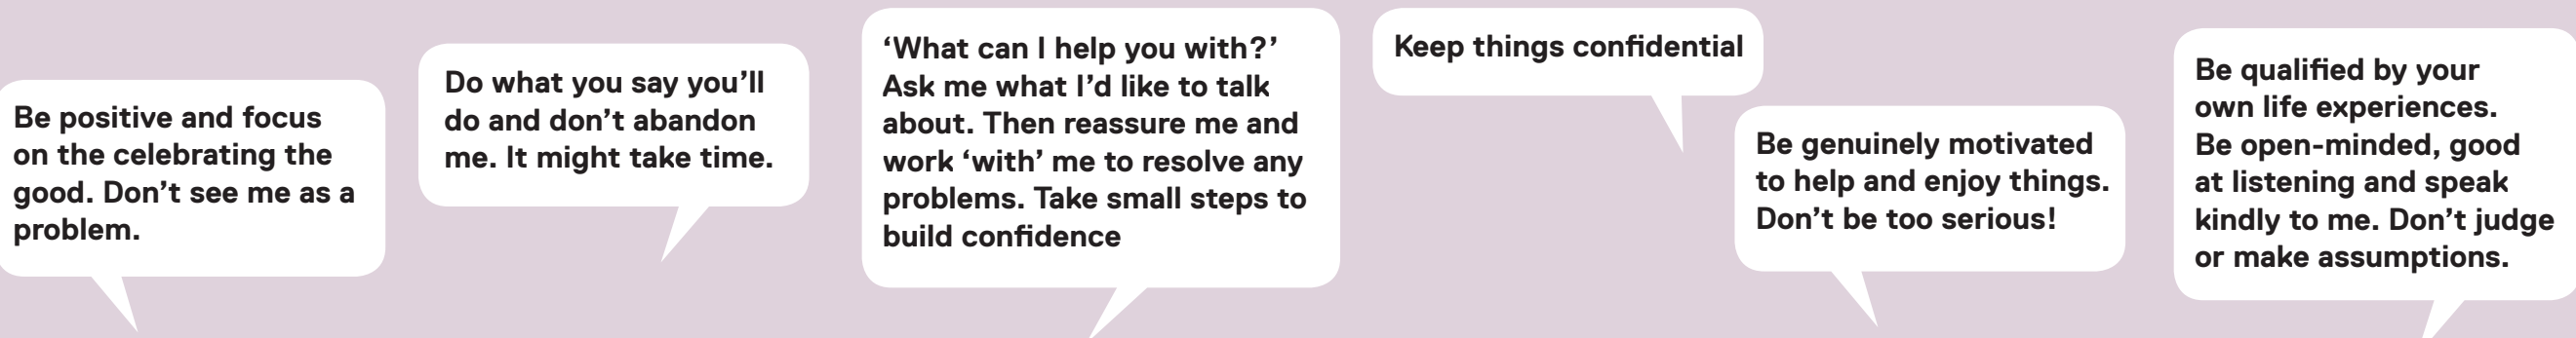 Be positive and focus
on the celebrating the
good. Don’t see me as a
problem.
Do what you say you’ll
do and don’t abandon
me. It might take time.
‘What can I help you with?’
Ask me what I’d like to talk
about. Then reassure me and
work ‘with’ me to resolve any
problems. Take small steps to
build confidence
Keep things confidential
Be genuinely motivated
to help and enjoy things.
Don’t be too serious!
Be qualified by your
own life experiences.
Be open-minded, good
at listening and speak
kindly to me. Don’t judge
or make assumptions.